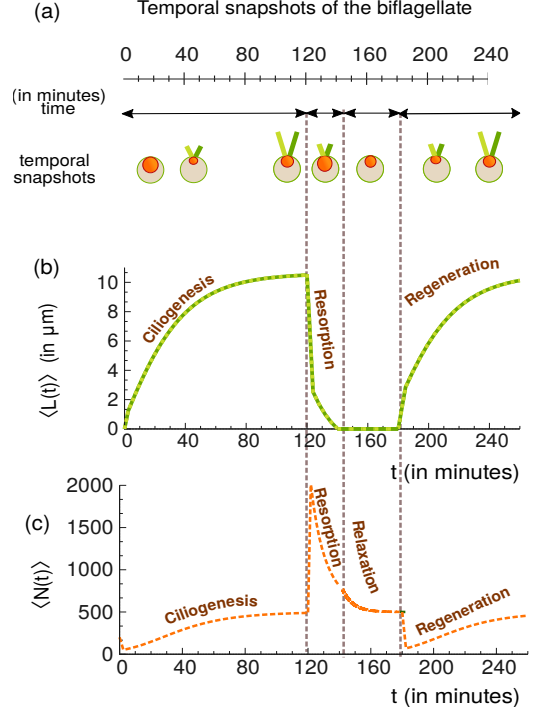 (a) Temporal snapshots of the biflagellate
0 40 80 120 160 200 240
(in minutes)
time
temporal
snapshots
(b)
⟨L(t)⟩ (in µm)
10
8
6
4
2
0
Ciliogenesis
Resorption
Regeneration
0 40 80 120 160 200 240
t (in minutes)
(c)
⟨N(t)⟩
2000
1500
1000
500
0
Ciliogenesis
Resorption
Relaxation
Regeneration
0 40 80 120 160 200 240
t (in minutes)